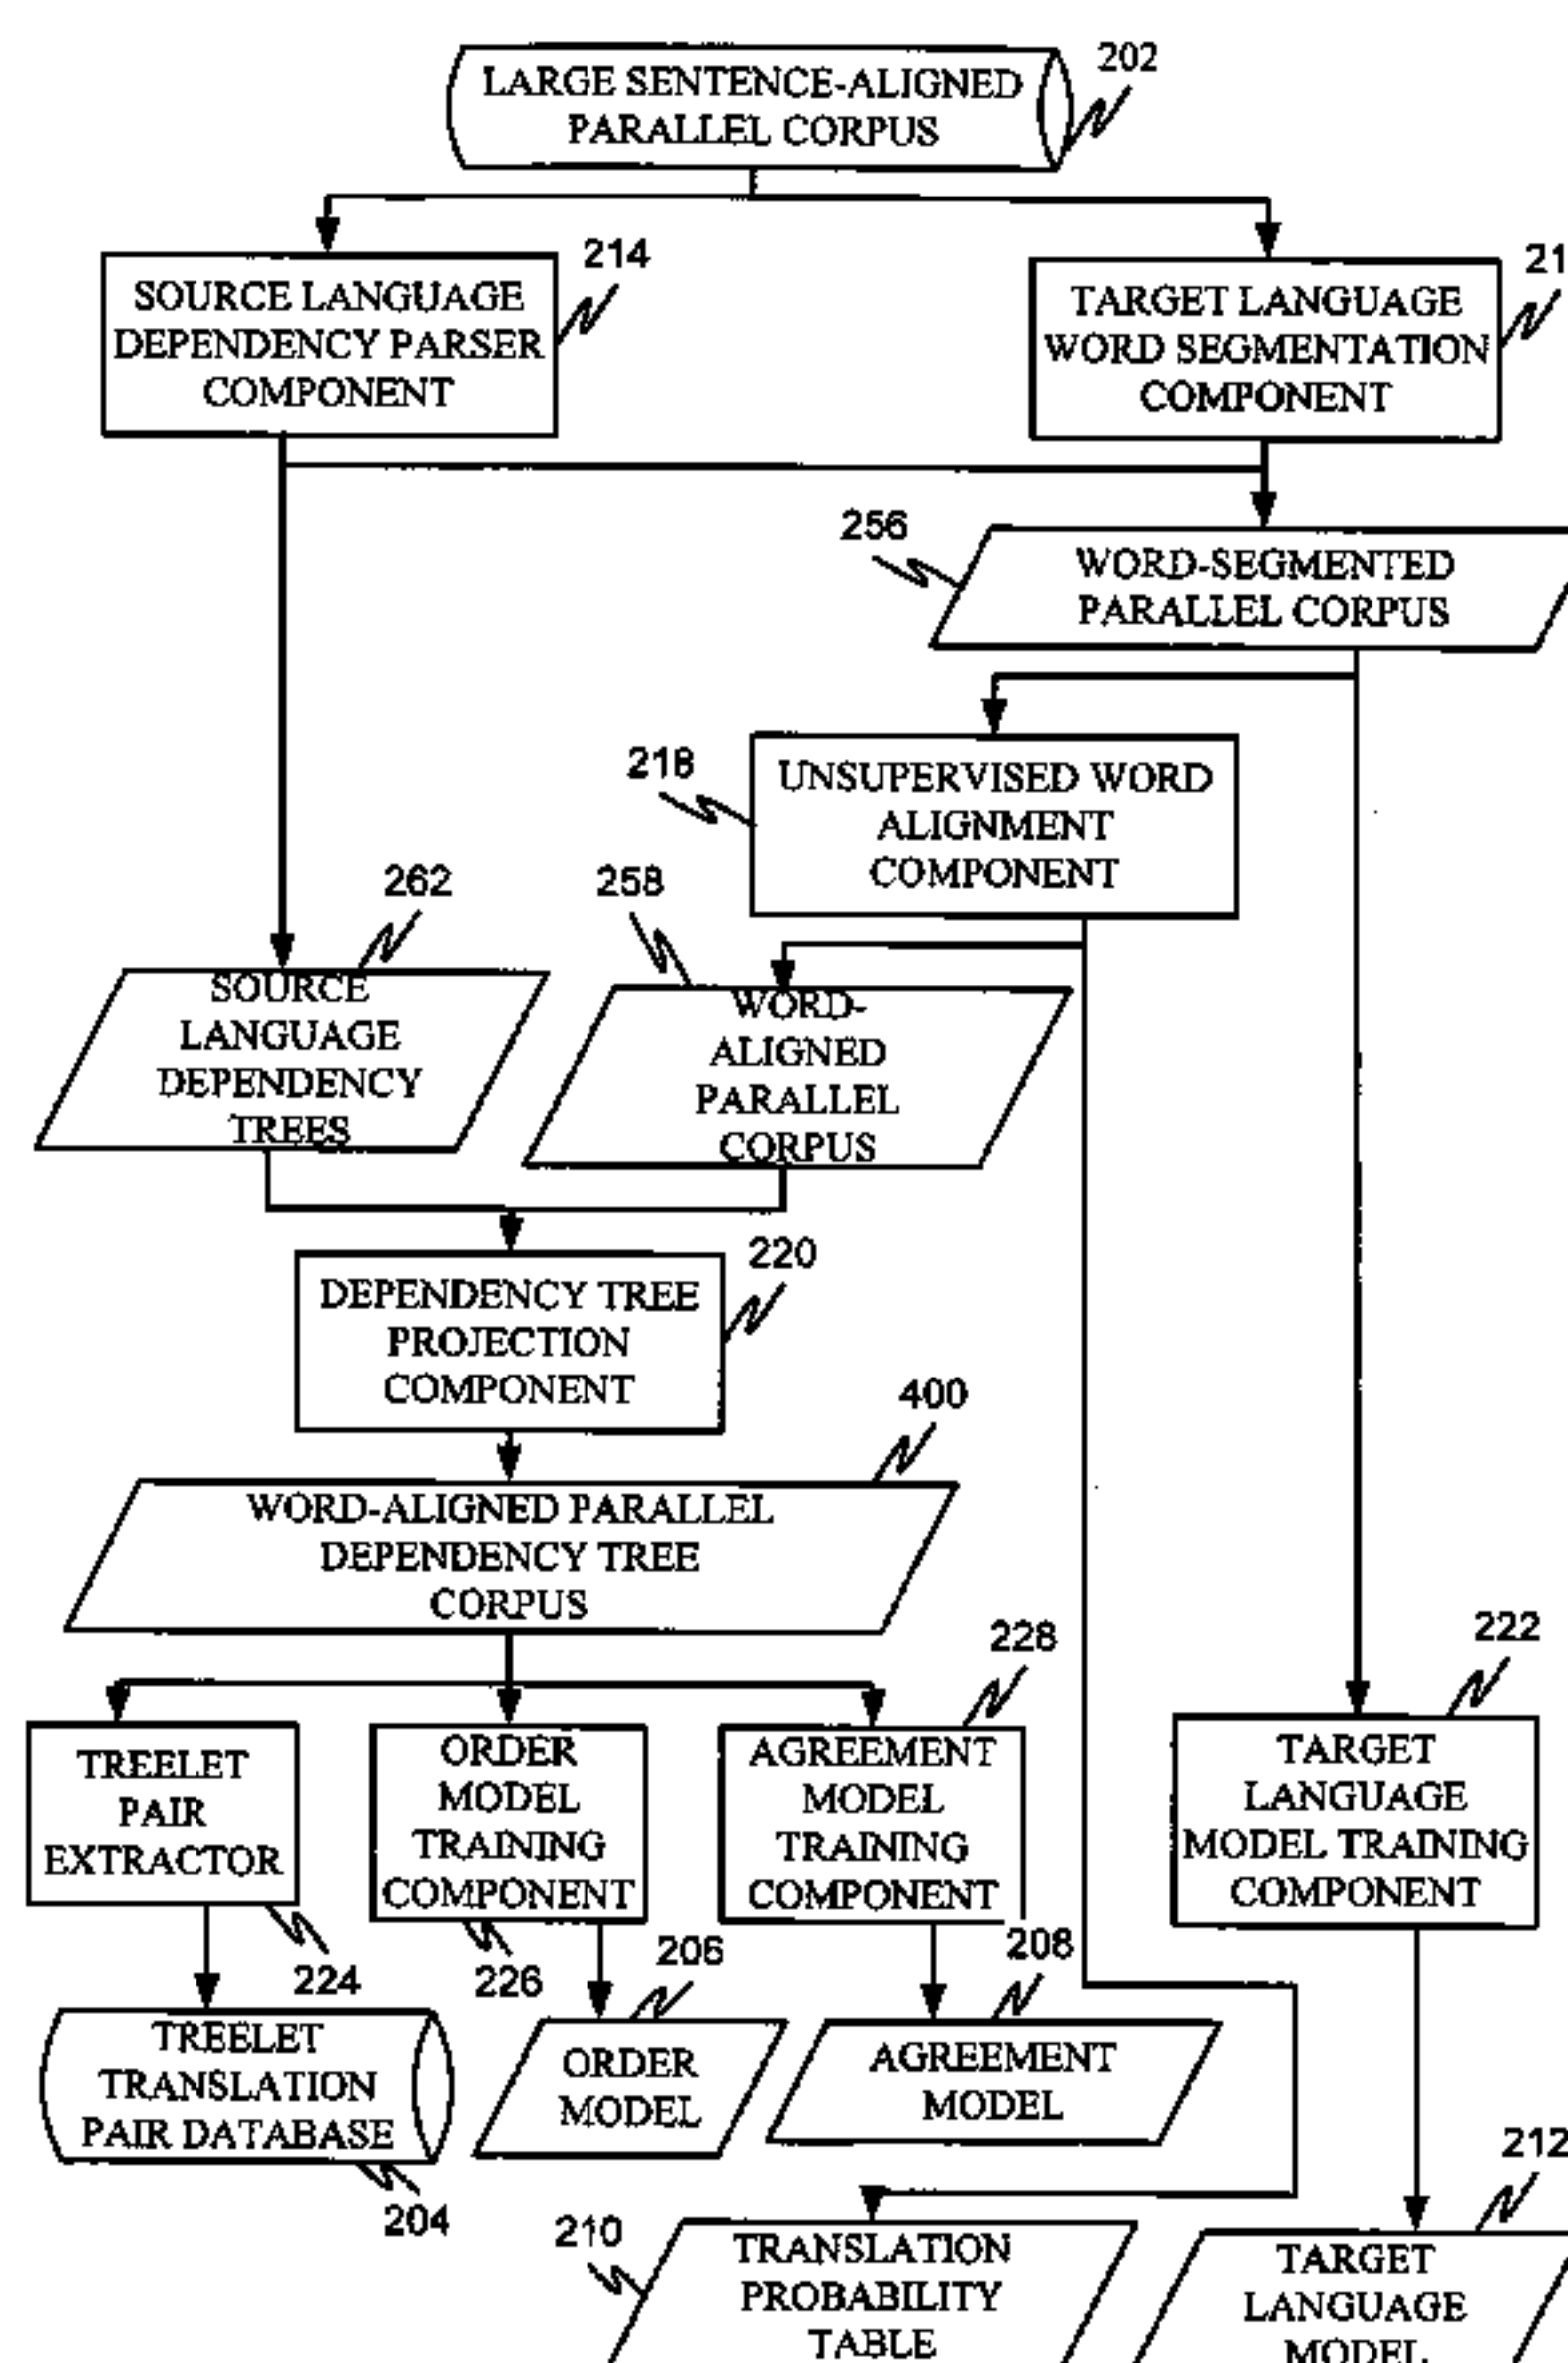 202
LARGE SENTENCE-ALIGNED
PARALLEL CORPUS
214
SOURCE LANGUAGE
DEPENDENCY PARSER
COMPONENT
21
TARGET LANGUAGE
WORD SEGMENTATION
COMPONENT
256
WORD-SEGMENTED
PARALLEL CORPUS
218
UNSUPERVISED WORD
ALIGNMENT
COMPONENT
262
SOURCE
LANGUAGE
DEPENDENCY
TREES
258
WORD-
ALIGNED
PARALLEL
CORPUS
220
DEPENDENCY TREE
PROJECTION
COMPONENT
400
WORD-ALIGNED PARALLEL
DEPENDENCY TREE
CORPUS
TREELET
PAIR
EXTRACTOR
224
ORDER
MODEL
TRAINING
COMPONENT
226
228
AGREEMENT
MODEL
TRAINING
COMPONENT
222
TARGET
LANGUAGE
MODEL TRAINING
COMPONENT
TREELET
TRANSLATION
PAIR DATABASE
204
206
ORDER
MODEL
208
AGREEMENT
MODEL
210
TRANSLATION
PROBABILITY
TABLE
212
TARGET
LANGUAGE
MODEL